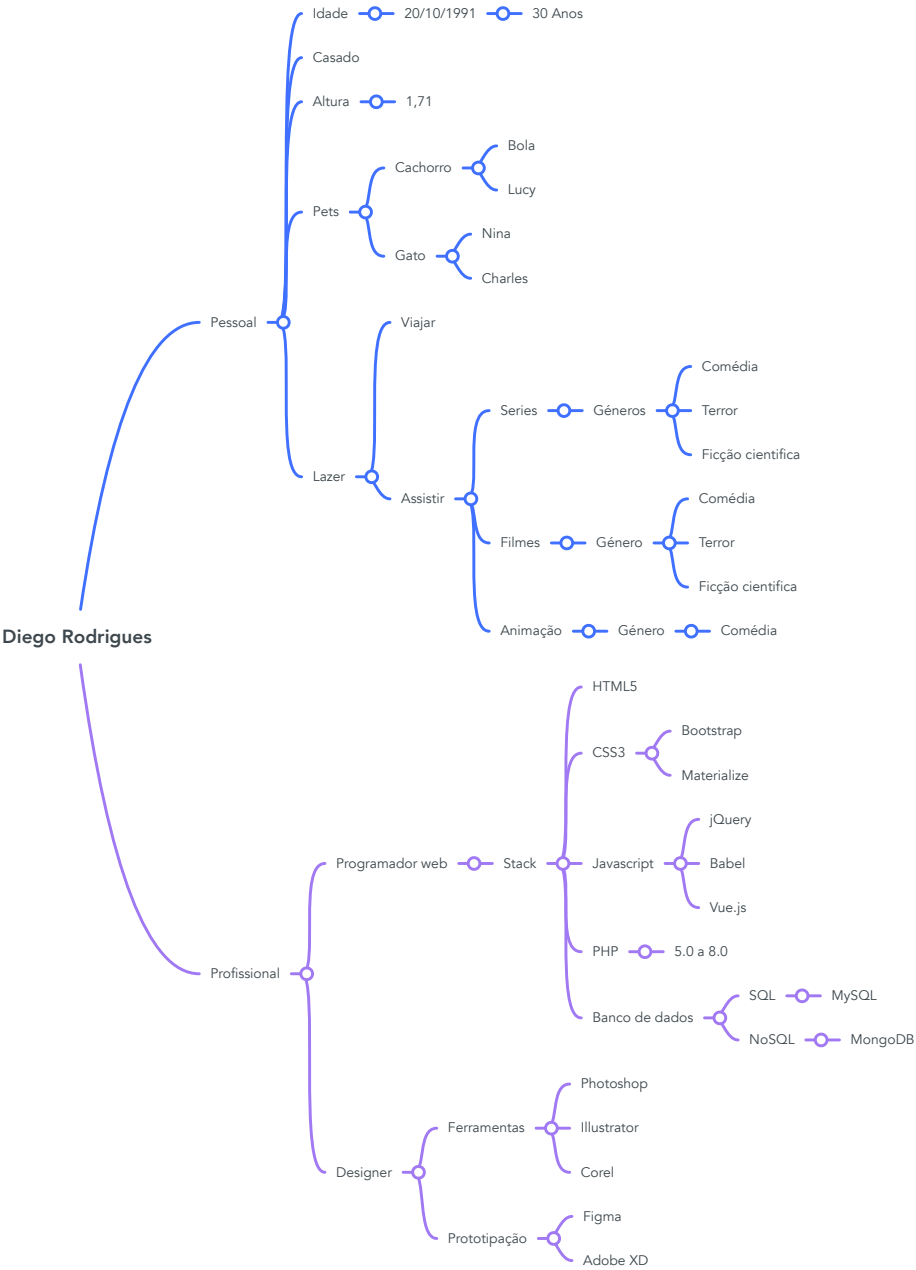 Idade 20/10/1991 30 Anos
Casado
Altura 1,71
Bola
Cachorro
Lucy
Pets
Nina
Gato
Charles
Pessoal
Viajar
Comédia
Series Géneros Terror
Ficção cientifica
Lazer
Assistir
Comédia
Filmes Género Terror
Ficção cientifica
Animação Género Comédia
Diego Rodrigues
HTML5
Bootstrap
CSS3
Materialize
jQuery
Programador web Stack Javascript Babel
Vue.js
PHP 5.0 a 8.0
Profissional
SQL MySQL
Banco de dados
NoSQL MongoDB
Photoshop
Ferramentas Illustrator
Corel
Designer
Figma
Prototipação
Adobe XD